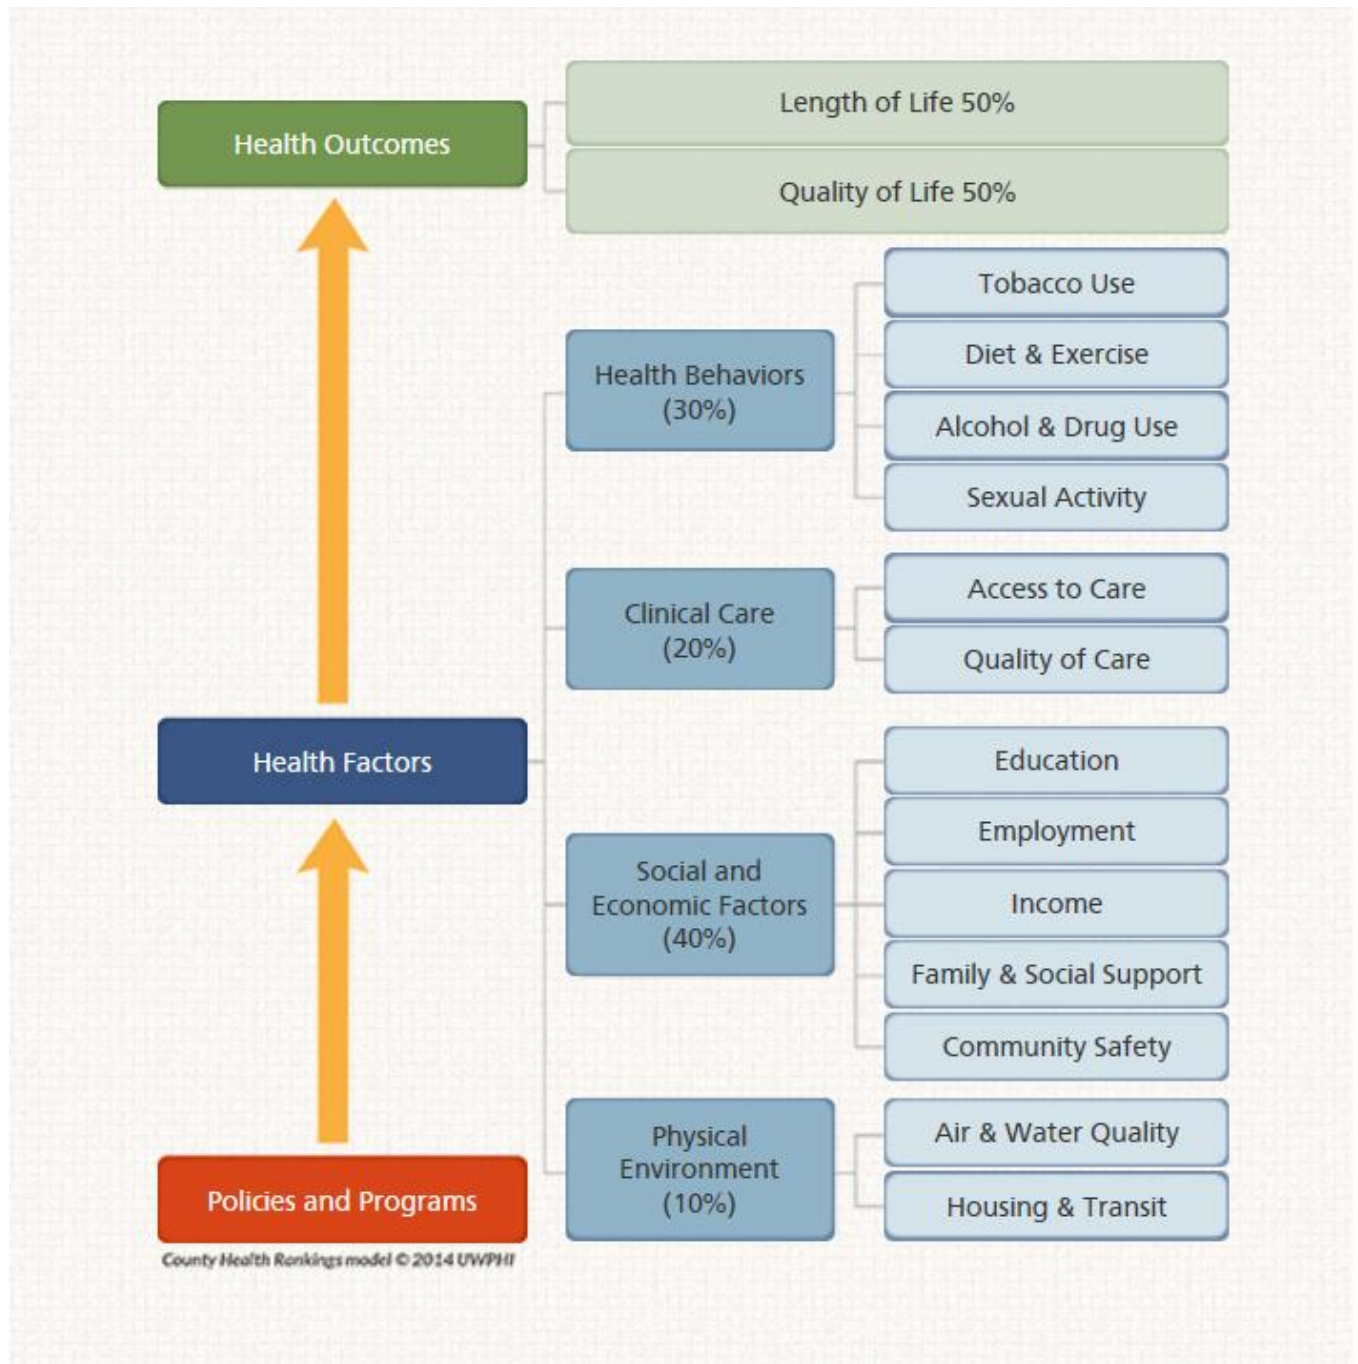 Health Outcomes
Length of Life 50%
Quality of Life 50%
Health Factors
Health Behaviors
(30%)
Tobacco Use
Diet & Exercise
Alcohol & Drug Use
Sexual Activity
Clinical Care
(20%)
Access to Care
Quality of Care
Social and
Economic Factors
(40%)
Education
Employment
Income
Family & Social Support
Community Safety
Physical
Environment
(10%)
Air & Water Quality
Housing & Transit
Policies and Programs
County Health Rankings model © 2014 UWPHI